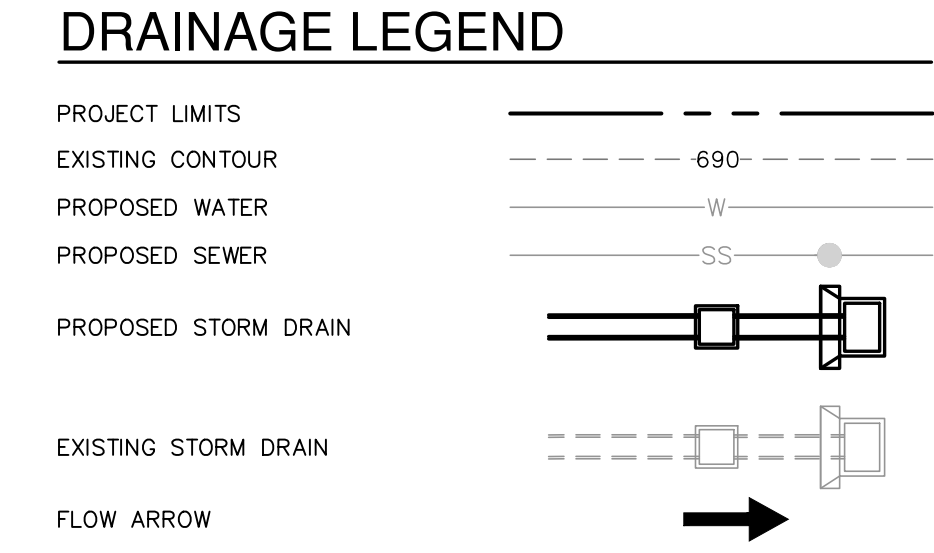 DRAINAGE LEGEND
PROJECT LIMITS
EXISTING CONTOUR 690
PROPOSED WATER W
PROPOSED SEWER SS
PROPOSED STORM DRAIN
EXISTING STORM DRAIN
FLOW ARROW